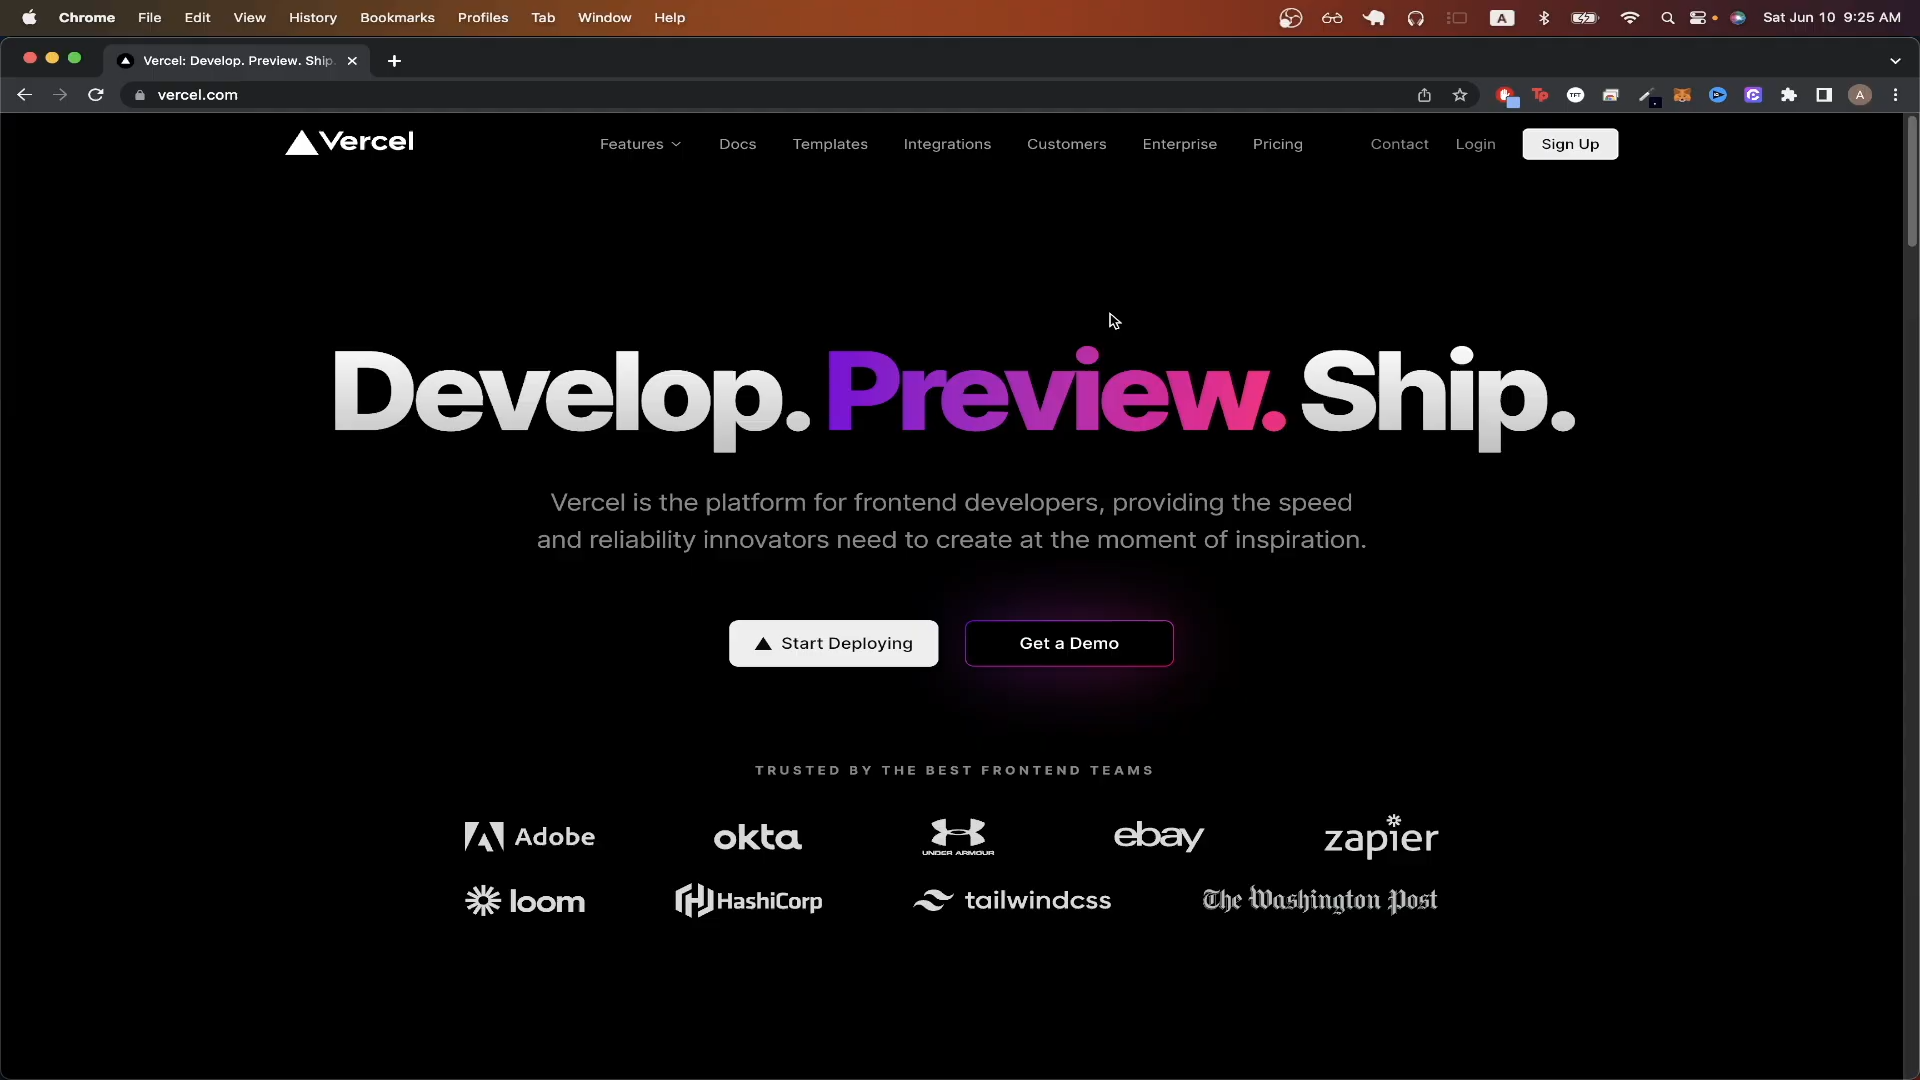 Chrome File Edit View History Bookmarks Profiles Tab Window Help A Sat Jun 10 9:25 AM
Vercel: Develop. Preview. Ship.
vercel.com A
Vercel Features Docs Templates Integrations Customers Enterprise Pricing Contact Login Sign Up
Develop. Preview. Ship.
Vercel is the platform for frontend developers, providing the speed
and reliability innovators need to create at the moment of inspiration.
Start Deploying Get a Demo
TRUSTED BY THE BEST FRONTEND TEAMS
Adobe okta UNDER ARMOUR ebay zapier
loom HashiCorp tailwindcss The Washington Post